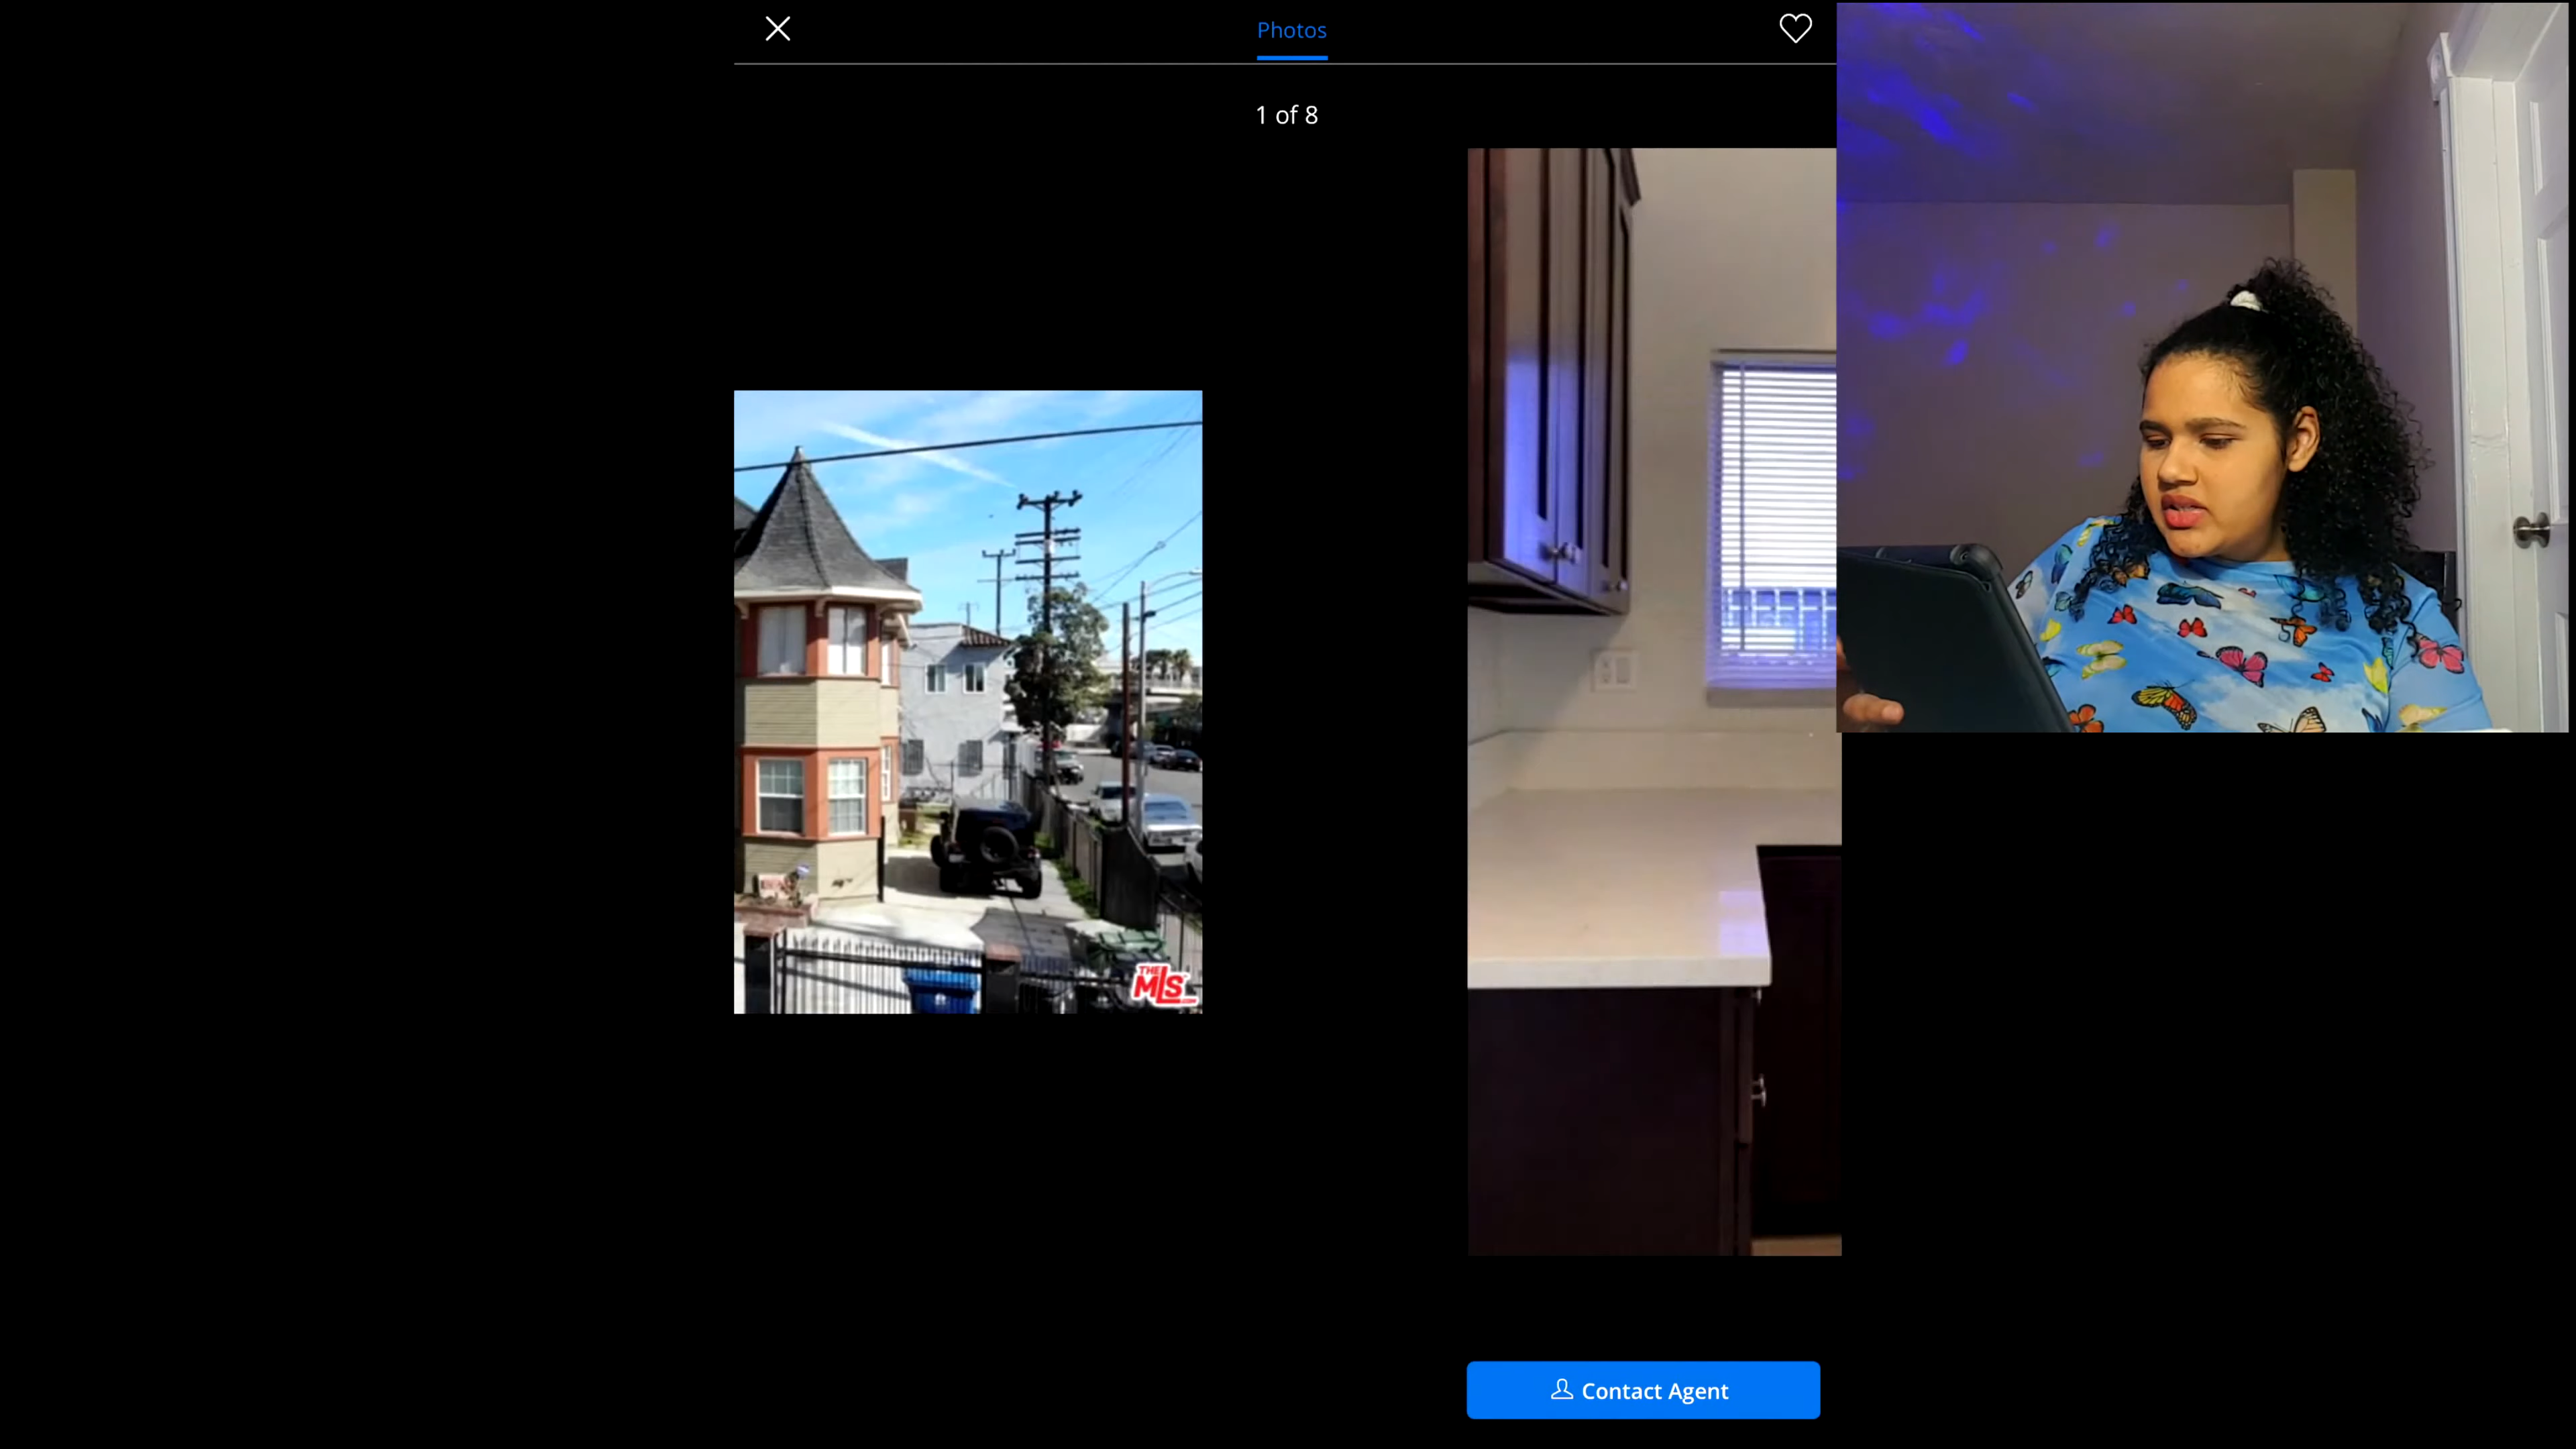 Photos
1 of 8
THE
MLS
Contact Agent